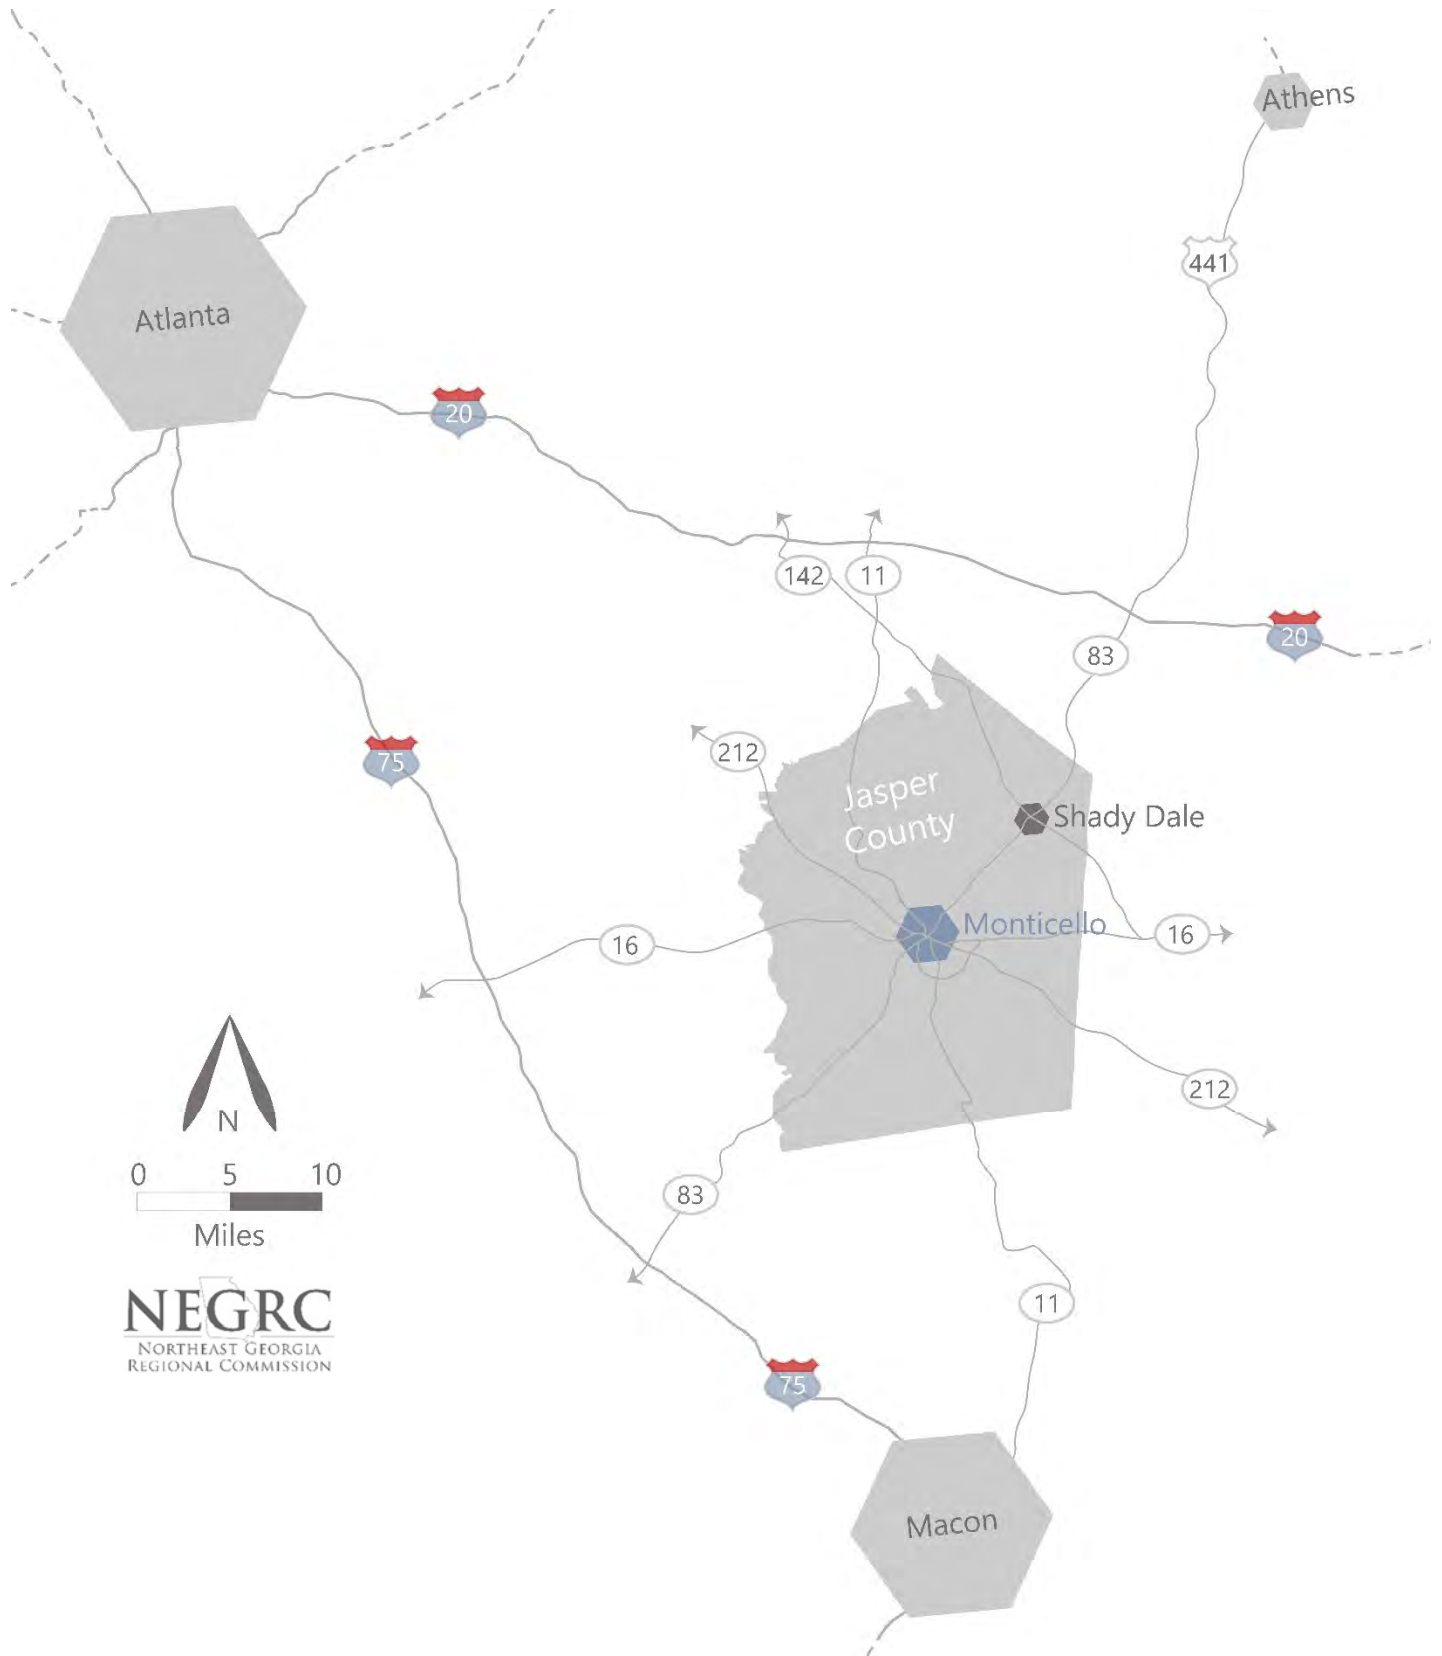 Athens
441
Atlanta
20
142
11
20
83
212
75
Jasper
County
Shady Dale
Monticello
16
16
N
212
0 5 10
Miles
83
NEGRC
NORTHEAST GEORGIA
REGIONAL COMMISSION
11
75
Macon